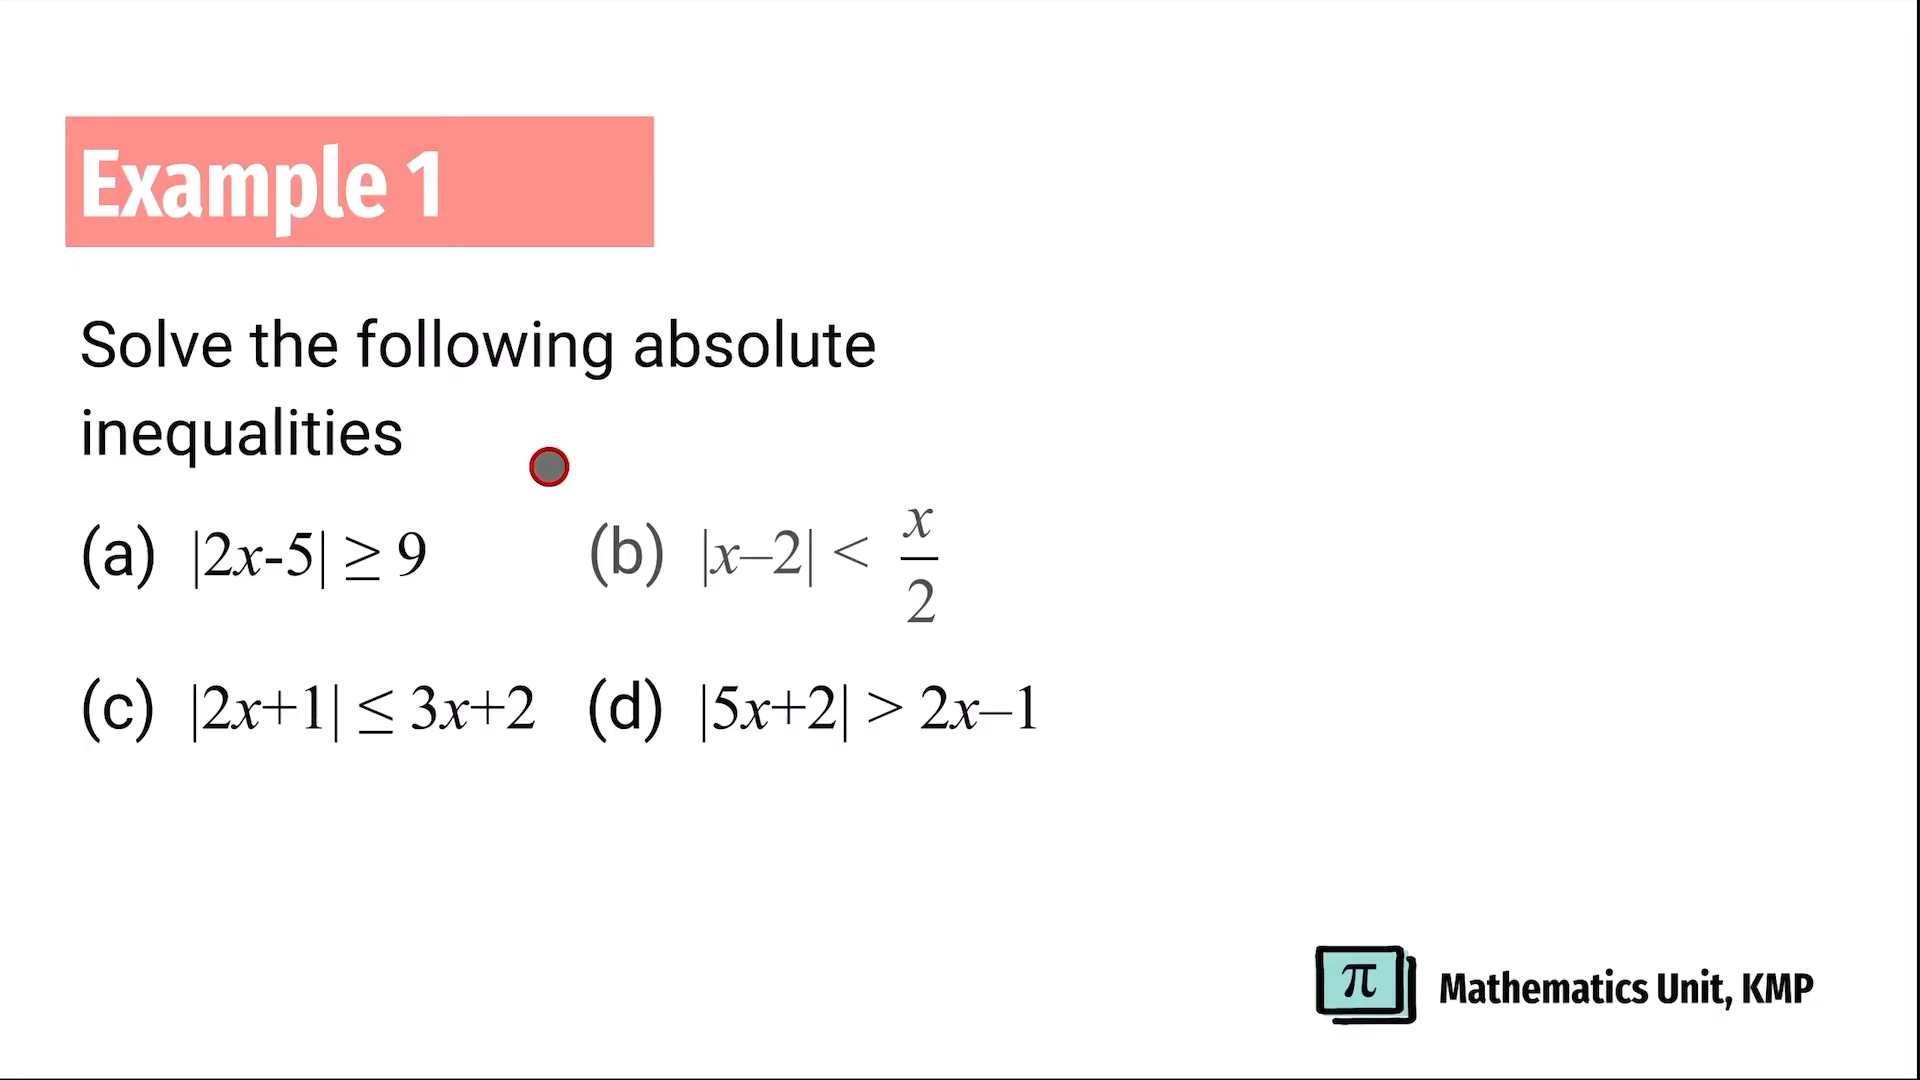 Example 1
Solve the following absolute
inequalities
(a) |2x-5| ≥ 9 (b) |x–2| < x/2
(c) |2x+1| ≤ 3x+2 (d) |5x+2| > 2x–1
π Mathematics Unit, KMP